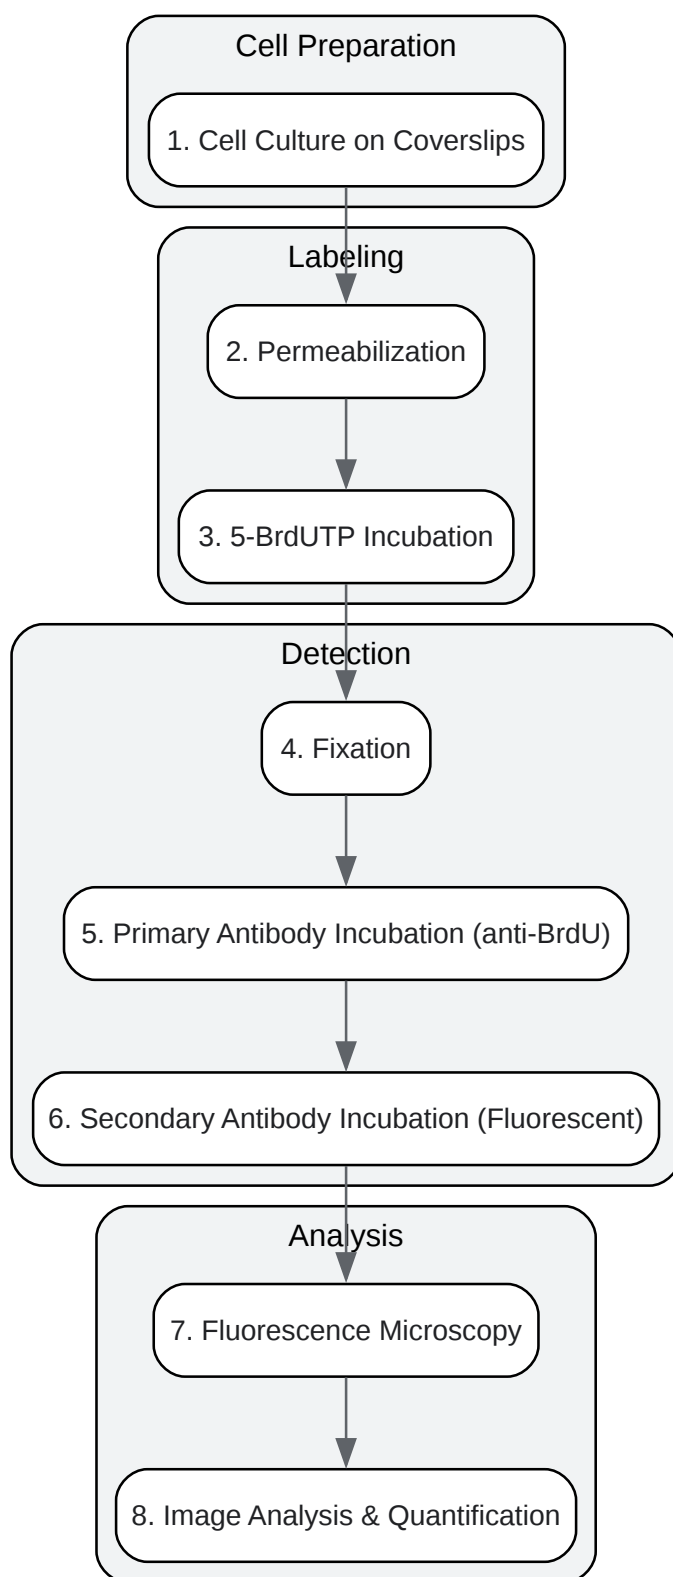 Cell Preparation
1. Cell Culture on Coverslips
Labeling
2. Permeabilization
3. 5-BrdUTP Incubation
Detection
4. Fixation
5. Primary Antibody Incubation (anti-BrdU)
6. Secondary Antibody Incubation (Fluorescent)
Analysis
7. Fluorescence Microscopy
8. Image Analysis & Quantification